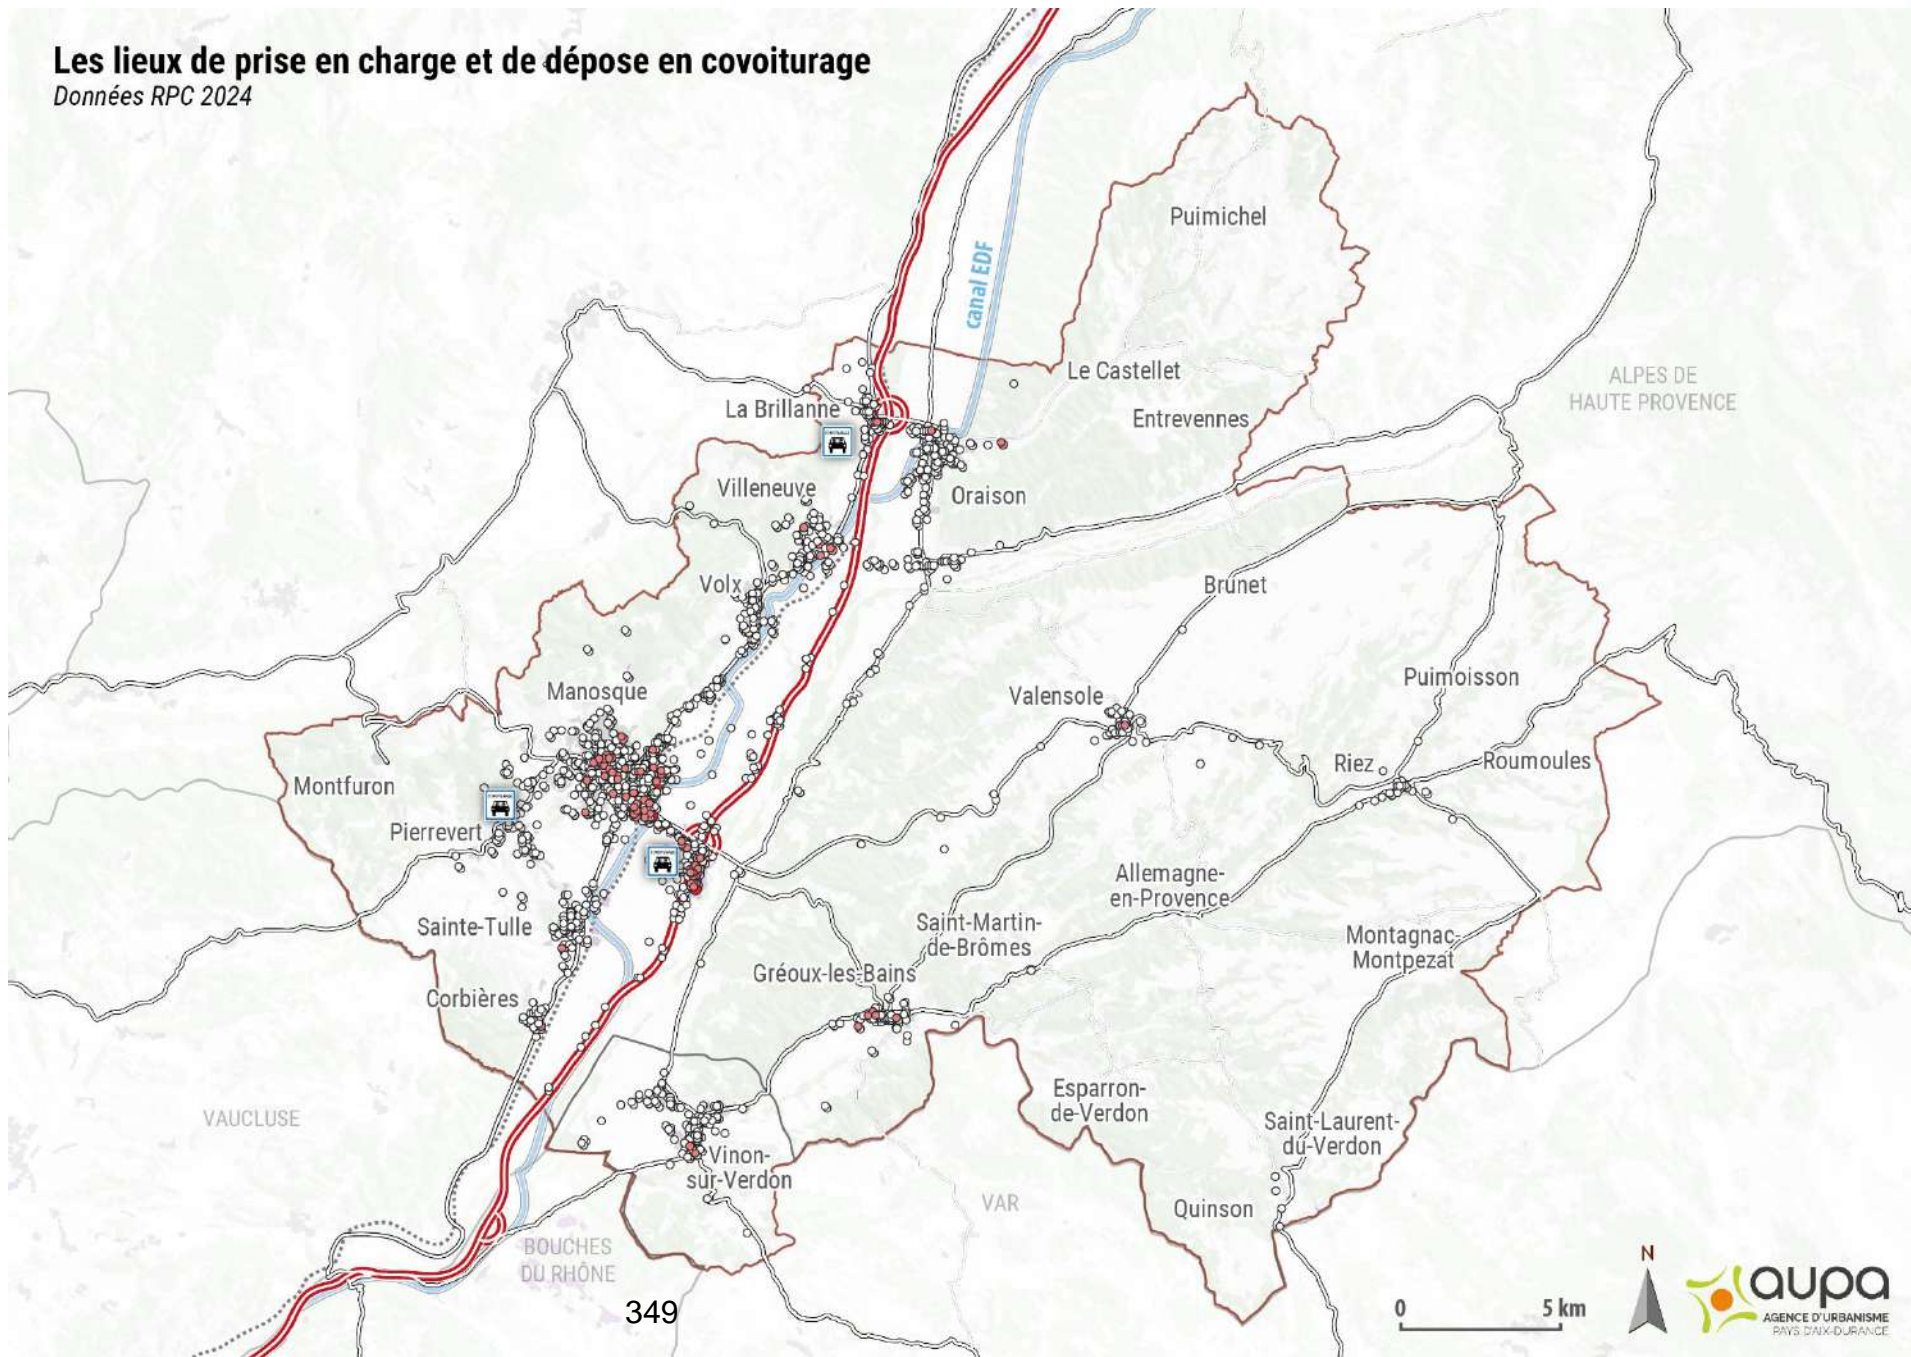 Les lieux de prise en charge et de dépose en covoiturage
Données RPC 2024
Puimichel
Canal EDF
Le Castellet
ALPES DE
HAUTE PROVENCE
La Brillanne
Entrevennes
Villeneuve
Oraison
Volx
Brunet
Manosque
Valensole
Puimoisson
Montfuron
Riez
Roumoules
Pierrevert
Allemagne-
en-Provence
Sainte-Tulle
Saint-Martin-
de-Brômes
Montagnac-
Montpezat
Gréoux-les-Bains
Corbières
VAUCLUSE
Esparron-
de-Verdon
Saint-Laurent-
du-Verdon
Vinon-
sur-Verdon
VAR
Quinson
BOUCHES
DU RHÔNE
349
0
5 km
N
aupa
AGENCE D'URBANISME
PAYS D'AIX-DURANCE